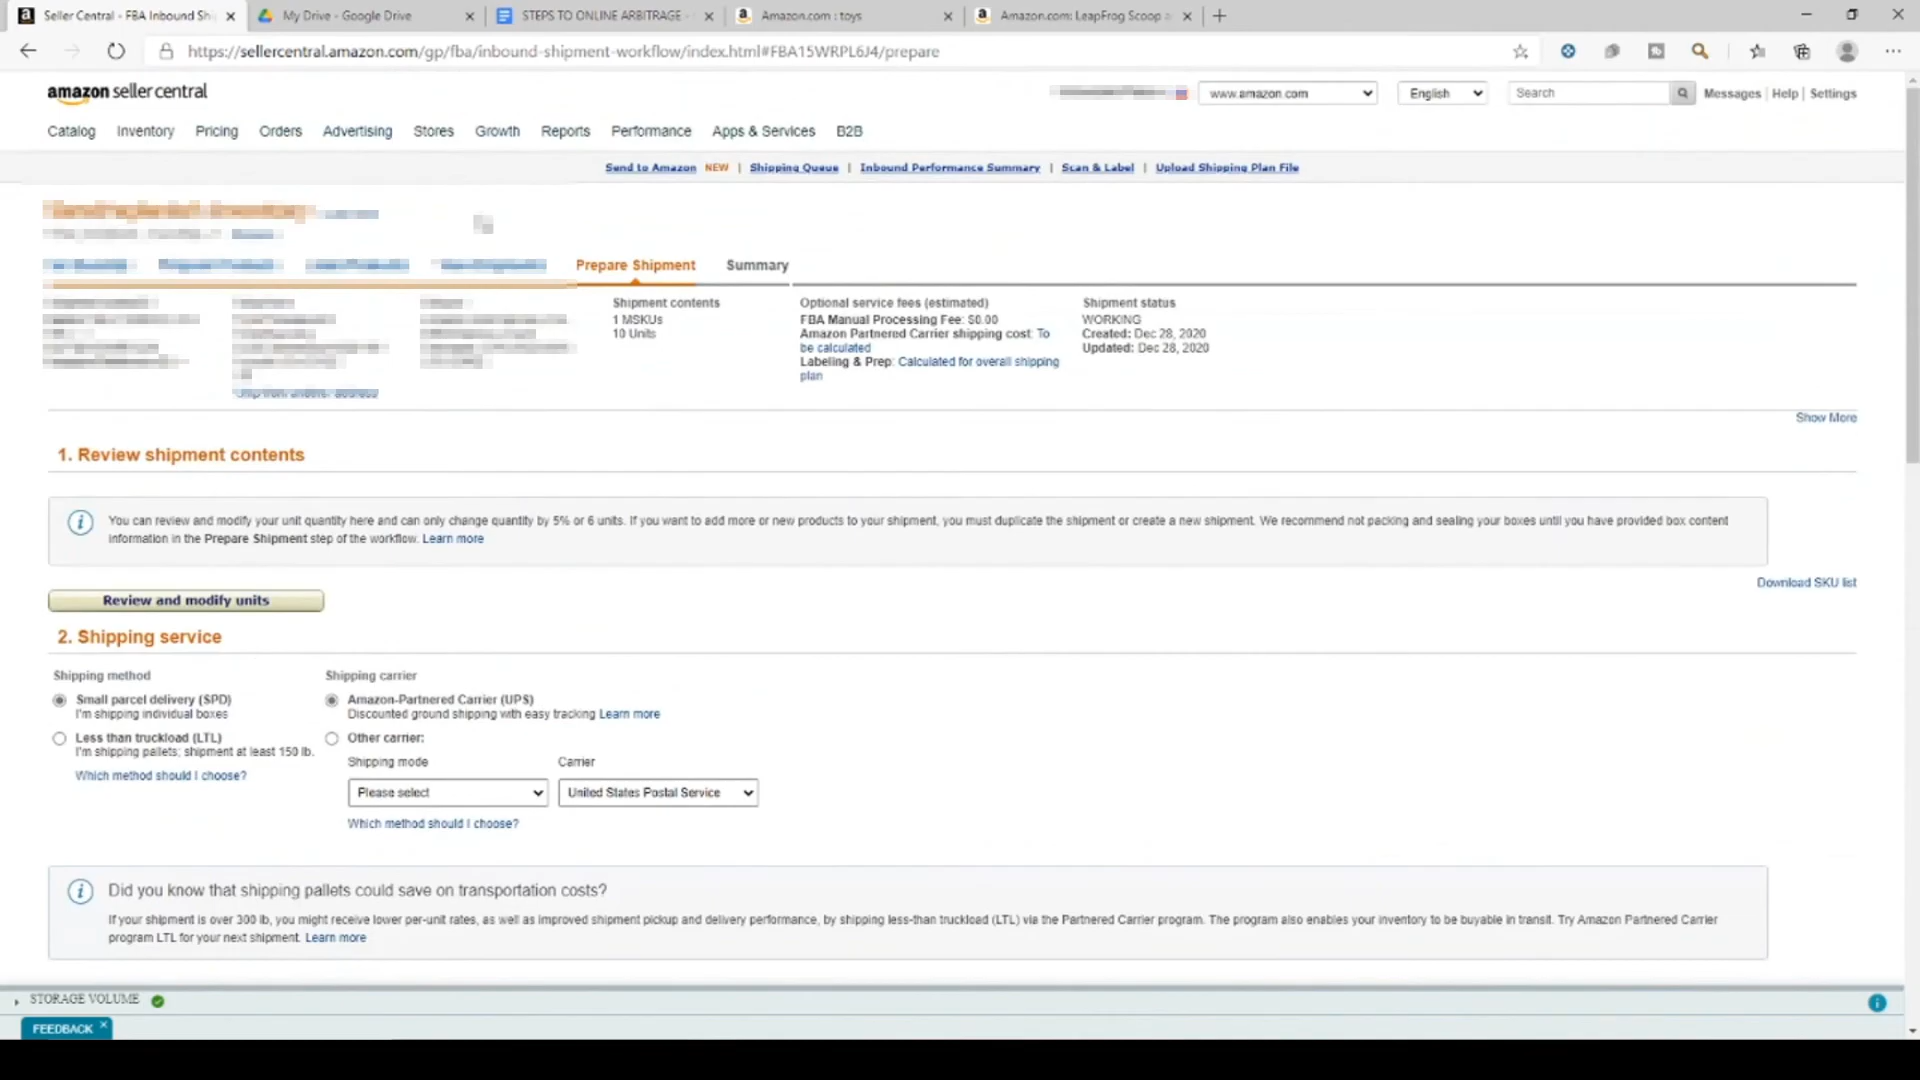 Seller Central - FBA Inbound Shi
My Drive - Google Drive
STEPS TO ONLINE ARBITRAGE -
Amazon.com : toys
Amazon.com: LeapFrog Scoop a
https://sellercentral.amazon.com/gp/fba/inbound-shipment-workflow/index.html#FBA15WRPL6J4/prepare
amazon seller central
www.amazon.com
English
Search
Messages | Help | Settings
Catalog Inventory Pricing Orders Advertising Stores Growth Reports Performance Apps & Services B2B
Send to Amazon NEW | Shipping Queue | Inbound Performance Summary | Scan & Label | Upload Shipping Plan File
Prepare Shipment Summary
Shipment contents
1 MSKUs
10 Units
Optional service fees (estimated)
FBA Manual Processing Fee: $0.00
Amazon Partnered Carrier shipping cost: To
be calculated
Labeling & Prep: Calculated for overall shipping
plan
Shipment status
WORKING
Created: Dec 28, 2020
Updated: Dec 28, 2020
Ship from another address
Show More
1. Review shipment contents
You can review and modify your unit quantity here and can only change quantity by 5% or 6 units. If you want to add more or new products to your shipment, you must duplicate the shipment or create a new shipment. We recommend not packing and sealing your boxes until you have provided box content
information in the Prepare Shipment step of the workflow. Learn more
Download SKU list
Review and modify units
2. Shipping service
Shipping method
Small parcel delivery (SPD)
I'm shipping individual boxes
Less than truckload (LTL)
I'm shipping pallets; shipment at least 150 lb.
Which method should I choose?
Shipping carrier
Amazon-Partnered Carrier (UPS)
Discounted ground shipping with easy tracking Learn more
Other carrier:
Shipping mode Carrier
Please select United States Postal Service
Which method should I choose?
Did you know that shipping pallets could save on transportation costs?
If your shipment is over 300 lb, you might receive lower per-unit rates, as well as improved shipment pickup and delivery performance, by shipping less-than truckload (LTL) via the Partnered Carrier program. The program also enables your inventory to be buyable in transit. Try Amazon Partnered Carrier
program LTL for your next shipment. Learn more
STORAGE VOLUME
FEEDBACK